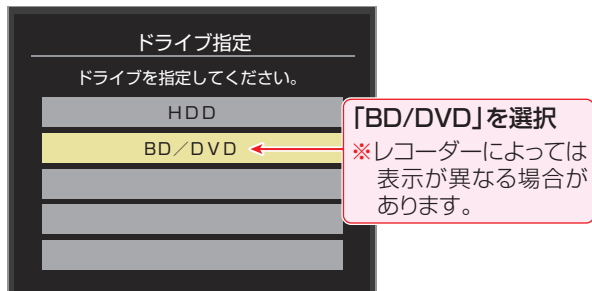 ドライブ指定
ドライブを指定してください。
HDD
BD／DVD
「BD/DVD」を選択
※レコーダーによっては
表示が異なる場合が
あります。